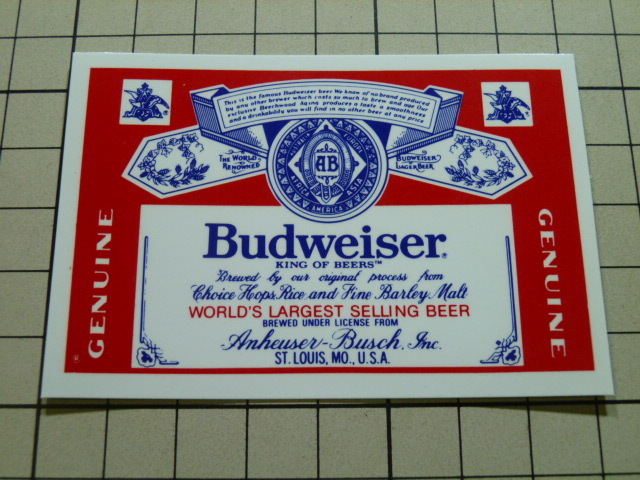 This is the famous Budweiser beer. We know of no brand produced
by any other brewer which costs so much to brew and age. Our
exclusive Beechwood Aging produces a taste, a smoothness
and a drinkability you will find in no other beer at any price.
THE WORLD
RENOWNED
AB
AMERICA
ASIA
BUDWEISER
LAGER BEER
GENUINE
GENUINE
Budweiser®
KING OF BEERS™
Brewed by our original process from
Choice Hops, Rice and Fine Barley Malt
WORLD'S LARGEST SELLING BEER
BREWED UNDER LICENSE FROM
Anheuser-Busch, Inc.
ST. LOUIS, MO., U.S.A.